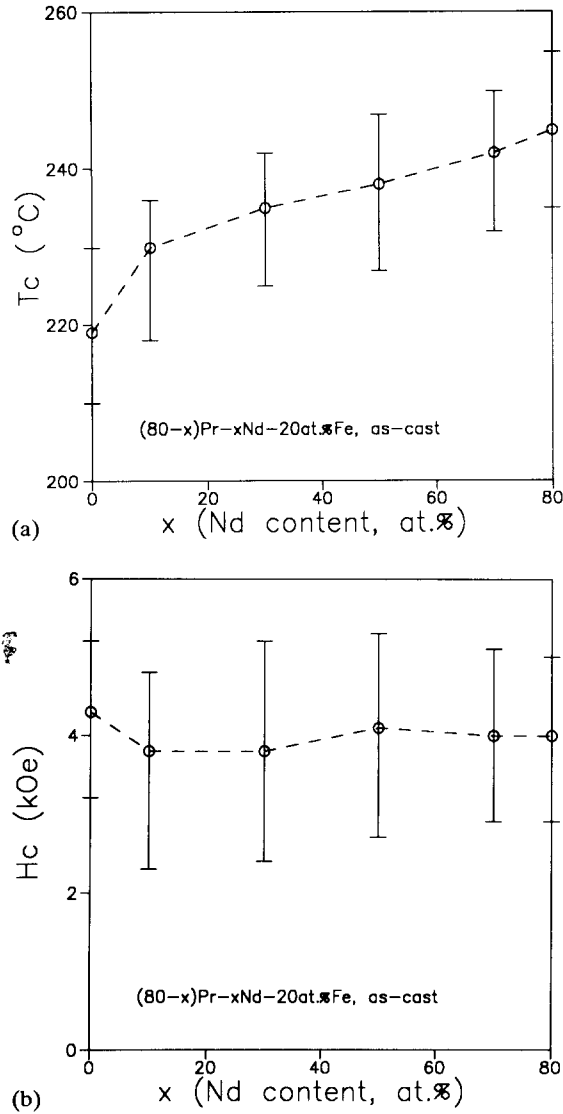 260
240
220
200
Tc (°C)
(80-x)Pr-xNd-20at.%Fe, as-cast
0 20 40 60 80
(a)
x (Nd content, at.%)
6
4
2
0
Hc (kOe)
(80-x)Pr-xNd-20at.%Fe, as-cast
0 20 40 60 80
(b)
x (Nd content, at.%)